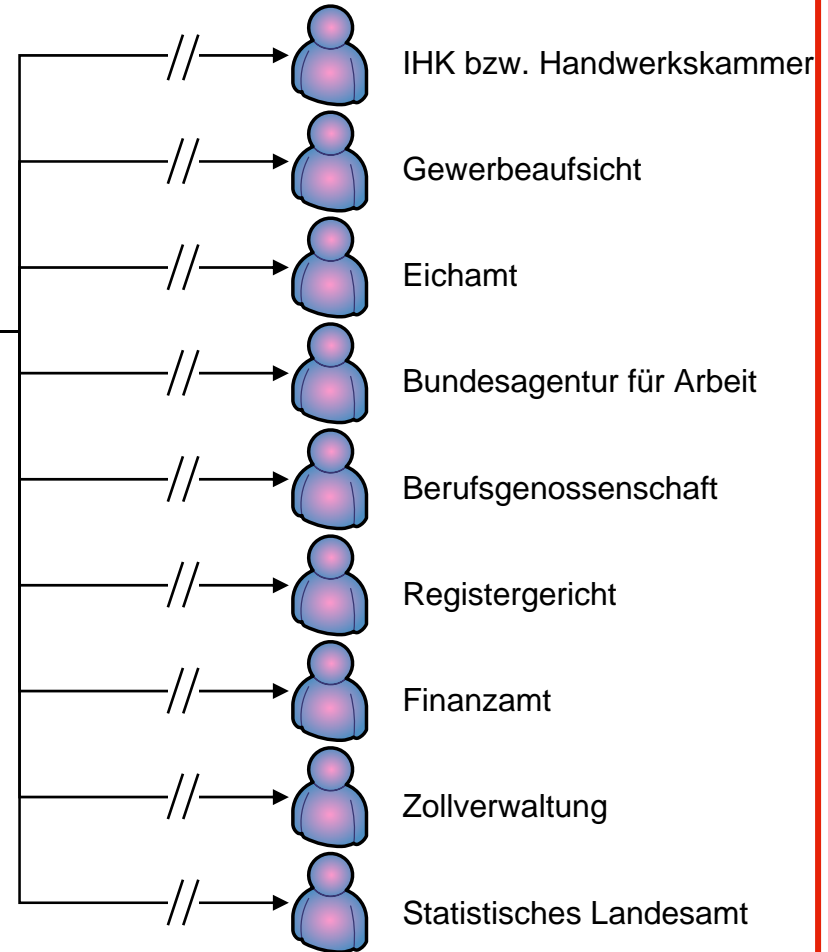 IHK bzw. Handwerkskammer
Gewerbeaufsicht
Eichamt
Bundesagentur für Arbeit
Berufsgenossenschaft
Registergericht
Finanzamt
Zollverwaltung
Statistisches Landesamt